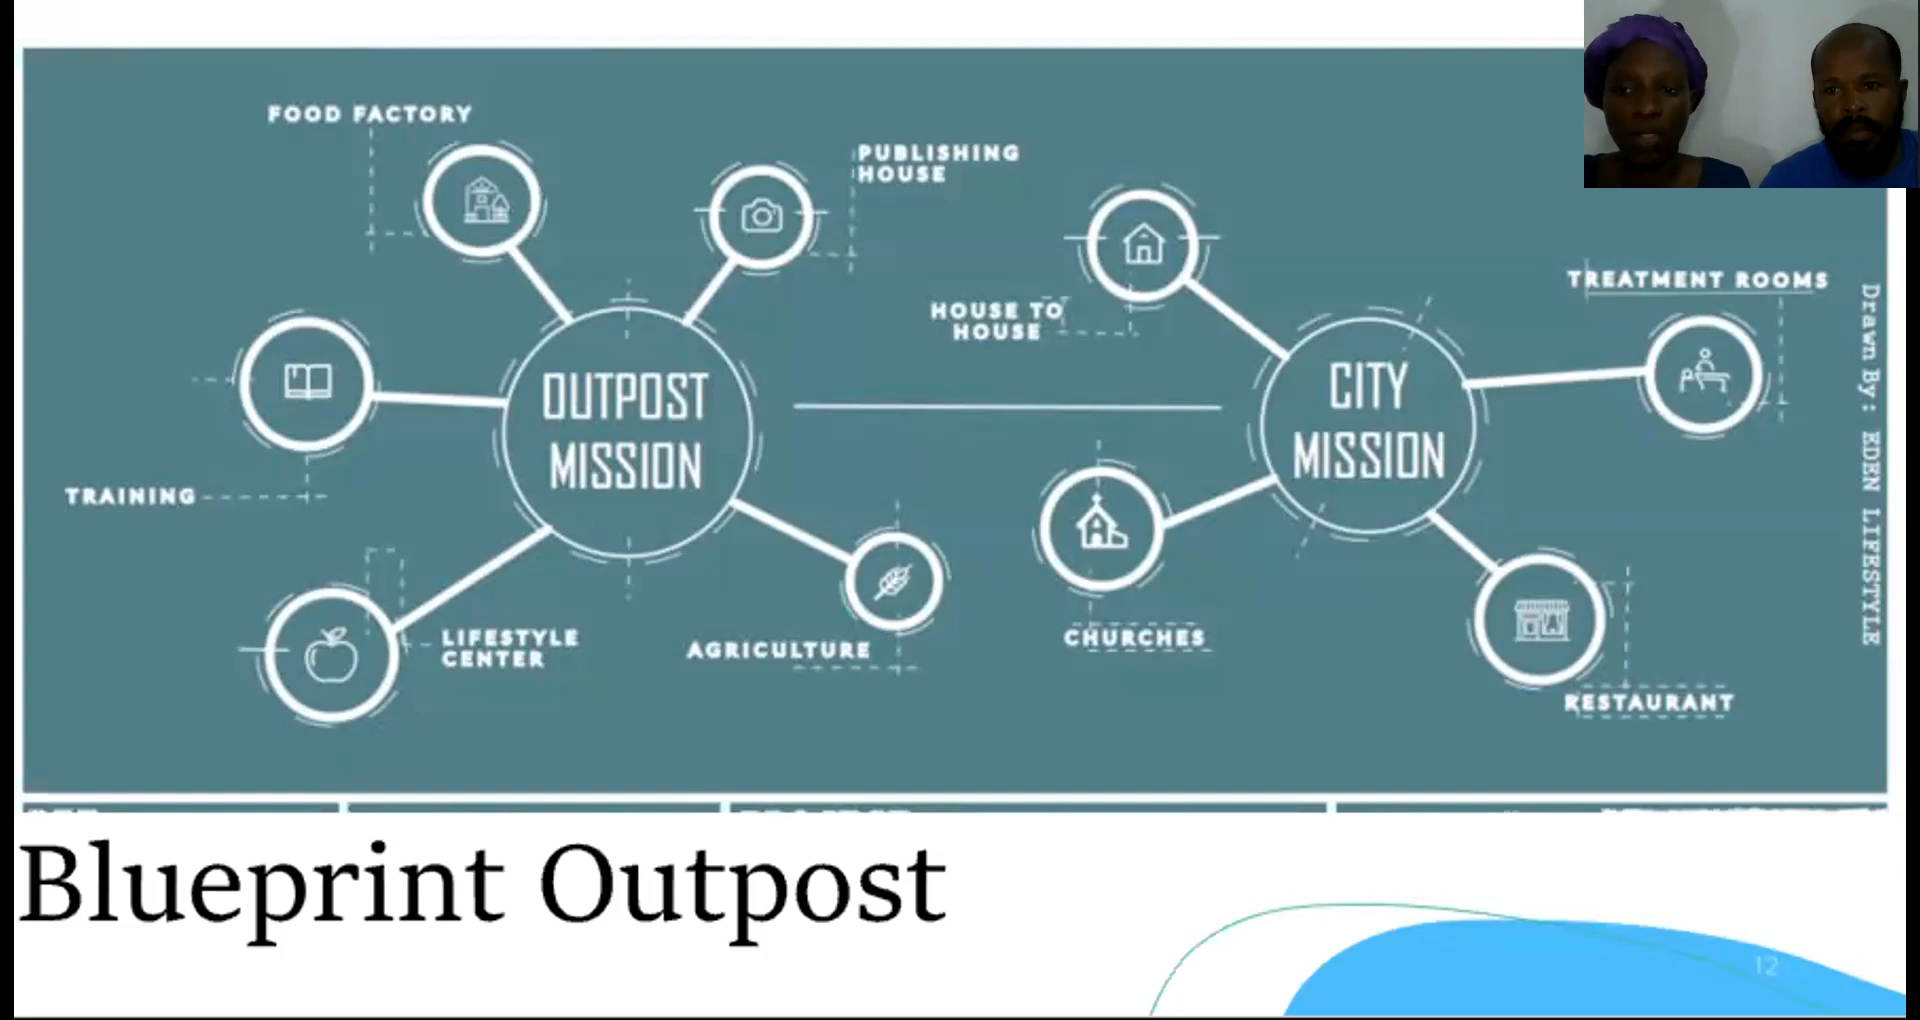 FOOD FACTORY
PUBLISHING
HOUSE
HOUSE TO
HOUSE
TREATMENT ROOMS
OUTPOST
MISSION
CITY
MISSION
TRAINING
LIFESTYLE
CENTER
AGRICULTURE
CHURCHES
RESTAURANT
Drawn By: EDEN LIFESTYLE
Blueprint Outpost
12